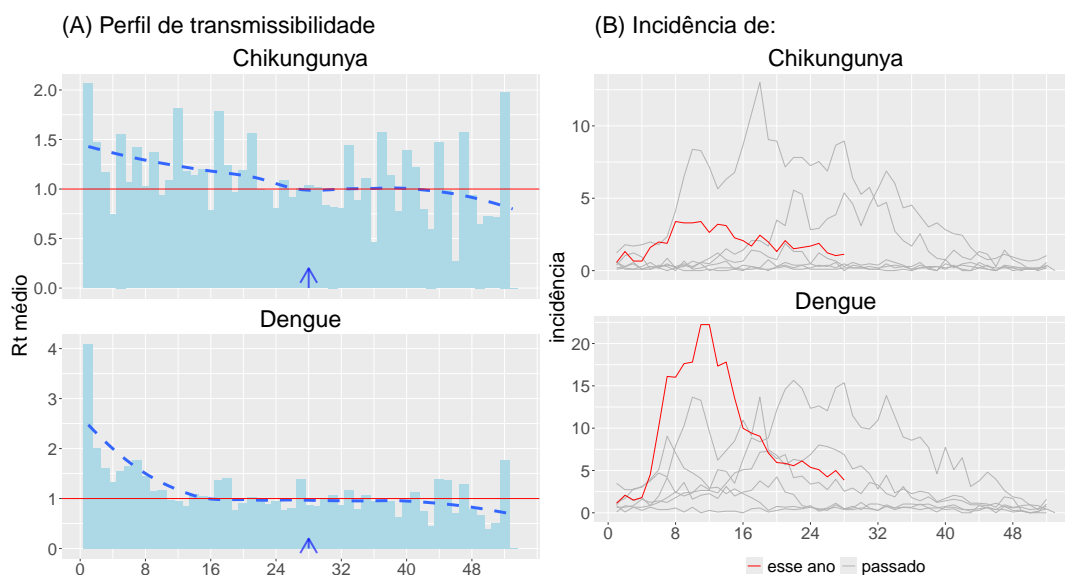 (A) Perfil de transmissibilidade
Chikungunya
2.0
1.5
1.0
0.5
0.0
Dengue
4
3
2
1
0
0 8 16 24 32 40 48
Rt médio
(B) Incidência de:
Chikungunya
10
5
0
Dengue
20
15
10
5
0
0 8 16 24 32 40 48
incidência
esse ano passado